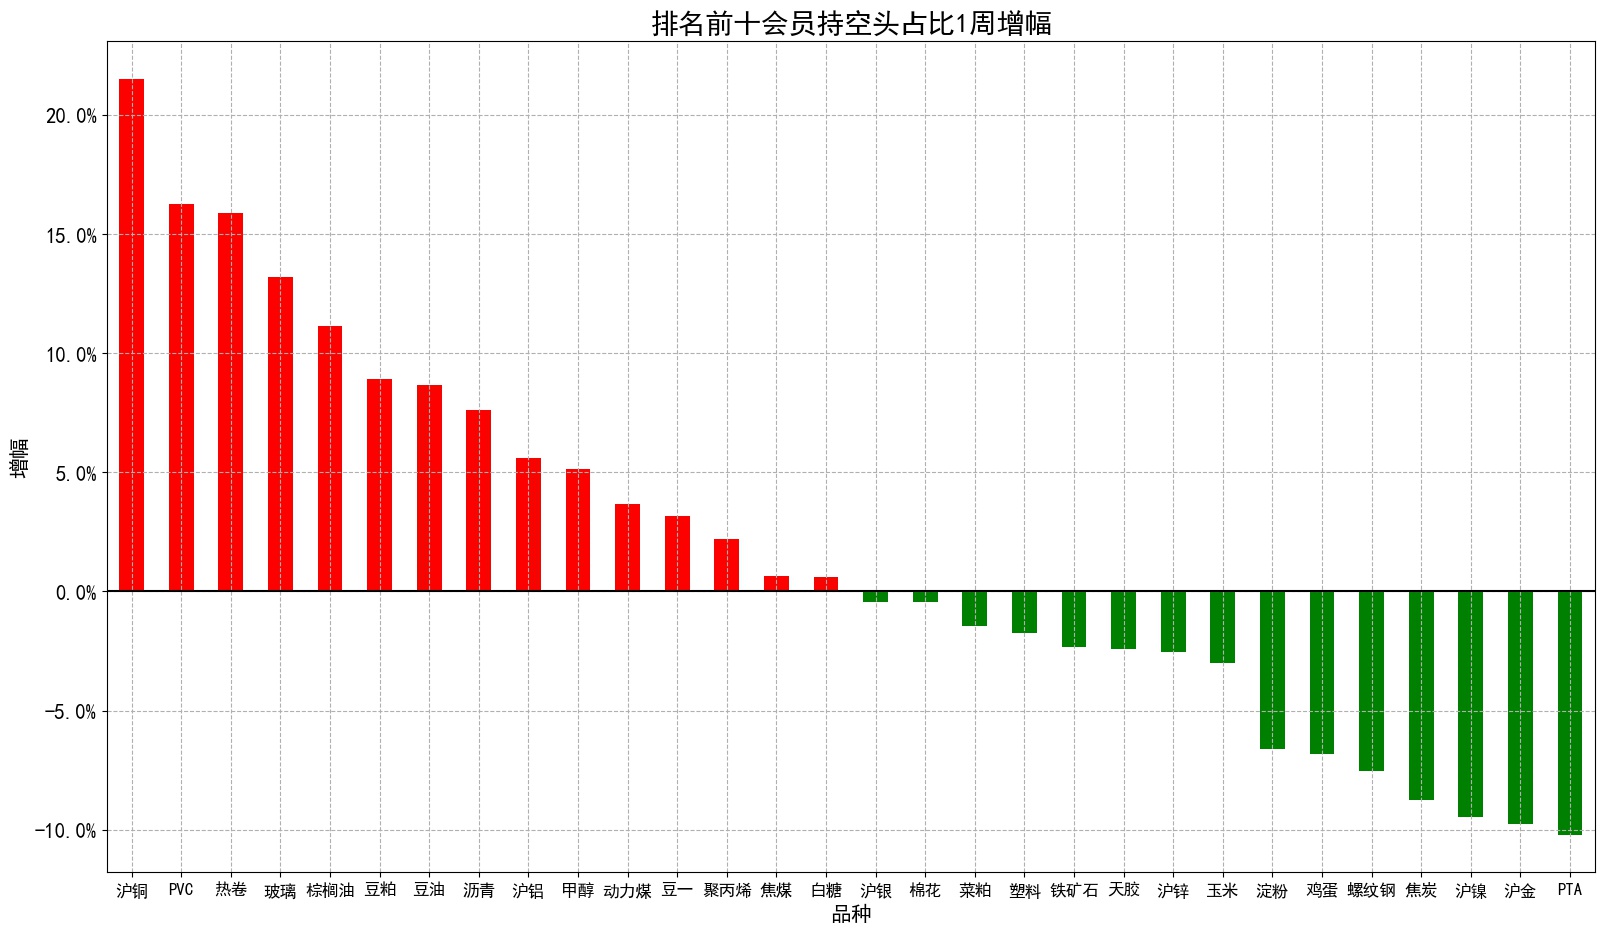 排名前十会员持空头占比1周增幅
增幅
20.0%
15.0%
10.0%
5.0%
0.0%
−5.0%
−10.0%
沪铜 PVC 热卷 玻璃 棕榈油 豆粕 豆油 沥青 沪铝 甲醇 动力煤 豆一 聚丙烯 焦煤 白糖 沪银 棉花 菜粕 塑料 铁矿石 天胶 沪锌 玉米 淀粉 鸡蛋 螺纹钢 焦炭 沪镍 沪金 PTA
品种